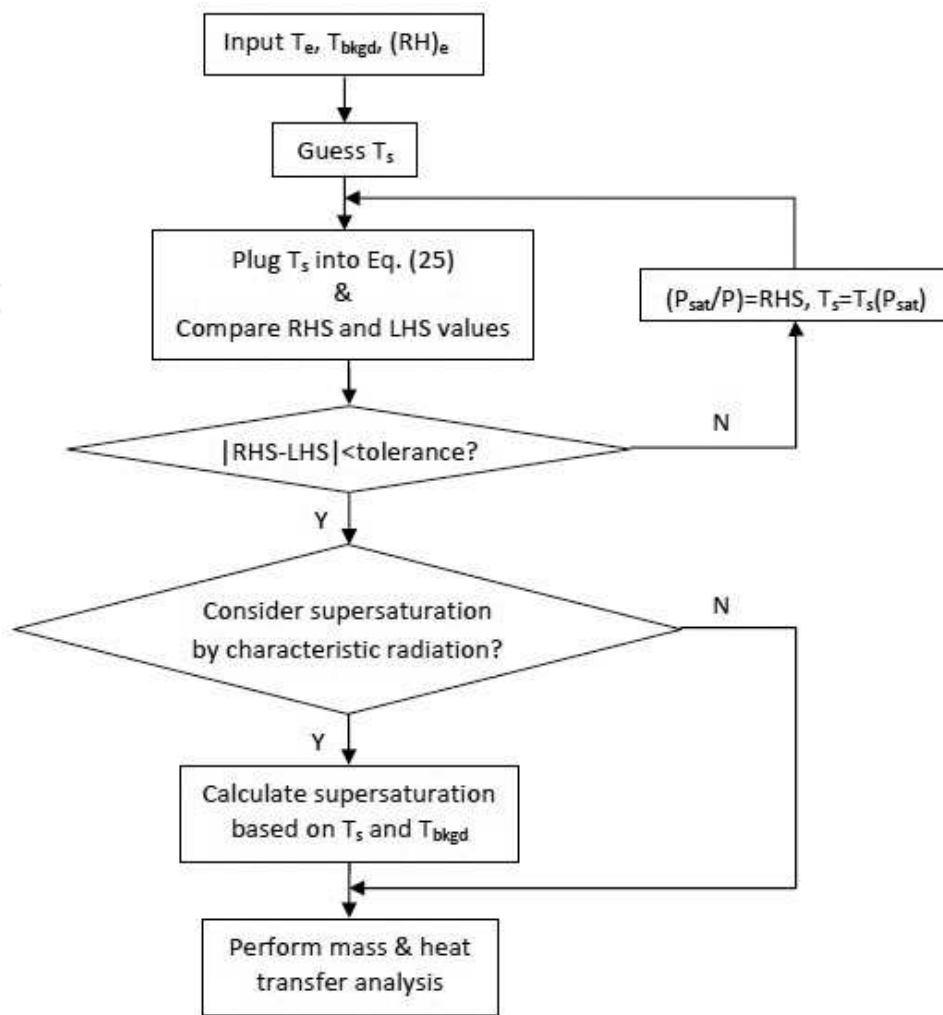 Input Tₑ, T_bkgd, (RH)ₑ
Guess Tₛ
Plug Tₛ into Eq. (25)
&
Compare RHS and LHS values
(P_sat/P)=RHS, Tₛ=Tₛ(P_sat)
|RHS-LHS|<tolerance?
N
Y
Consider supersaturation
by characteristic radiation?
N
Y
Calculate supersaturation
based on Tₛ and T_bkgd
Perform mass & heat
transfer analysis